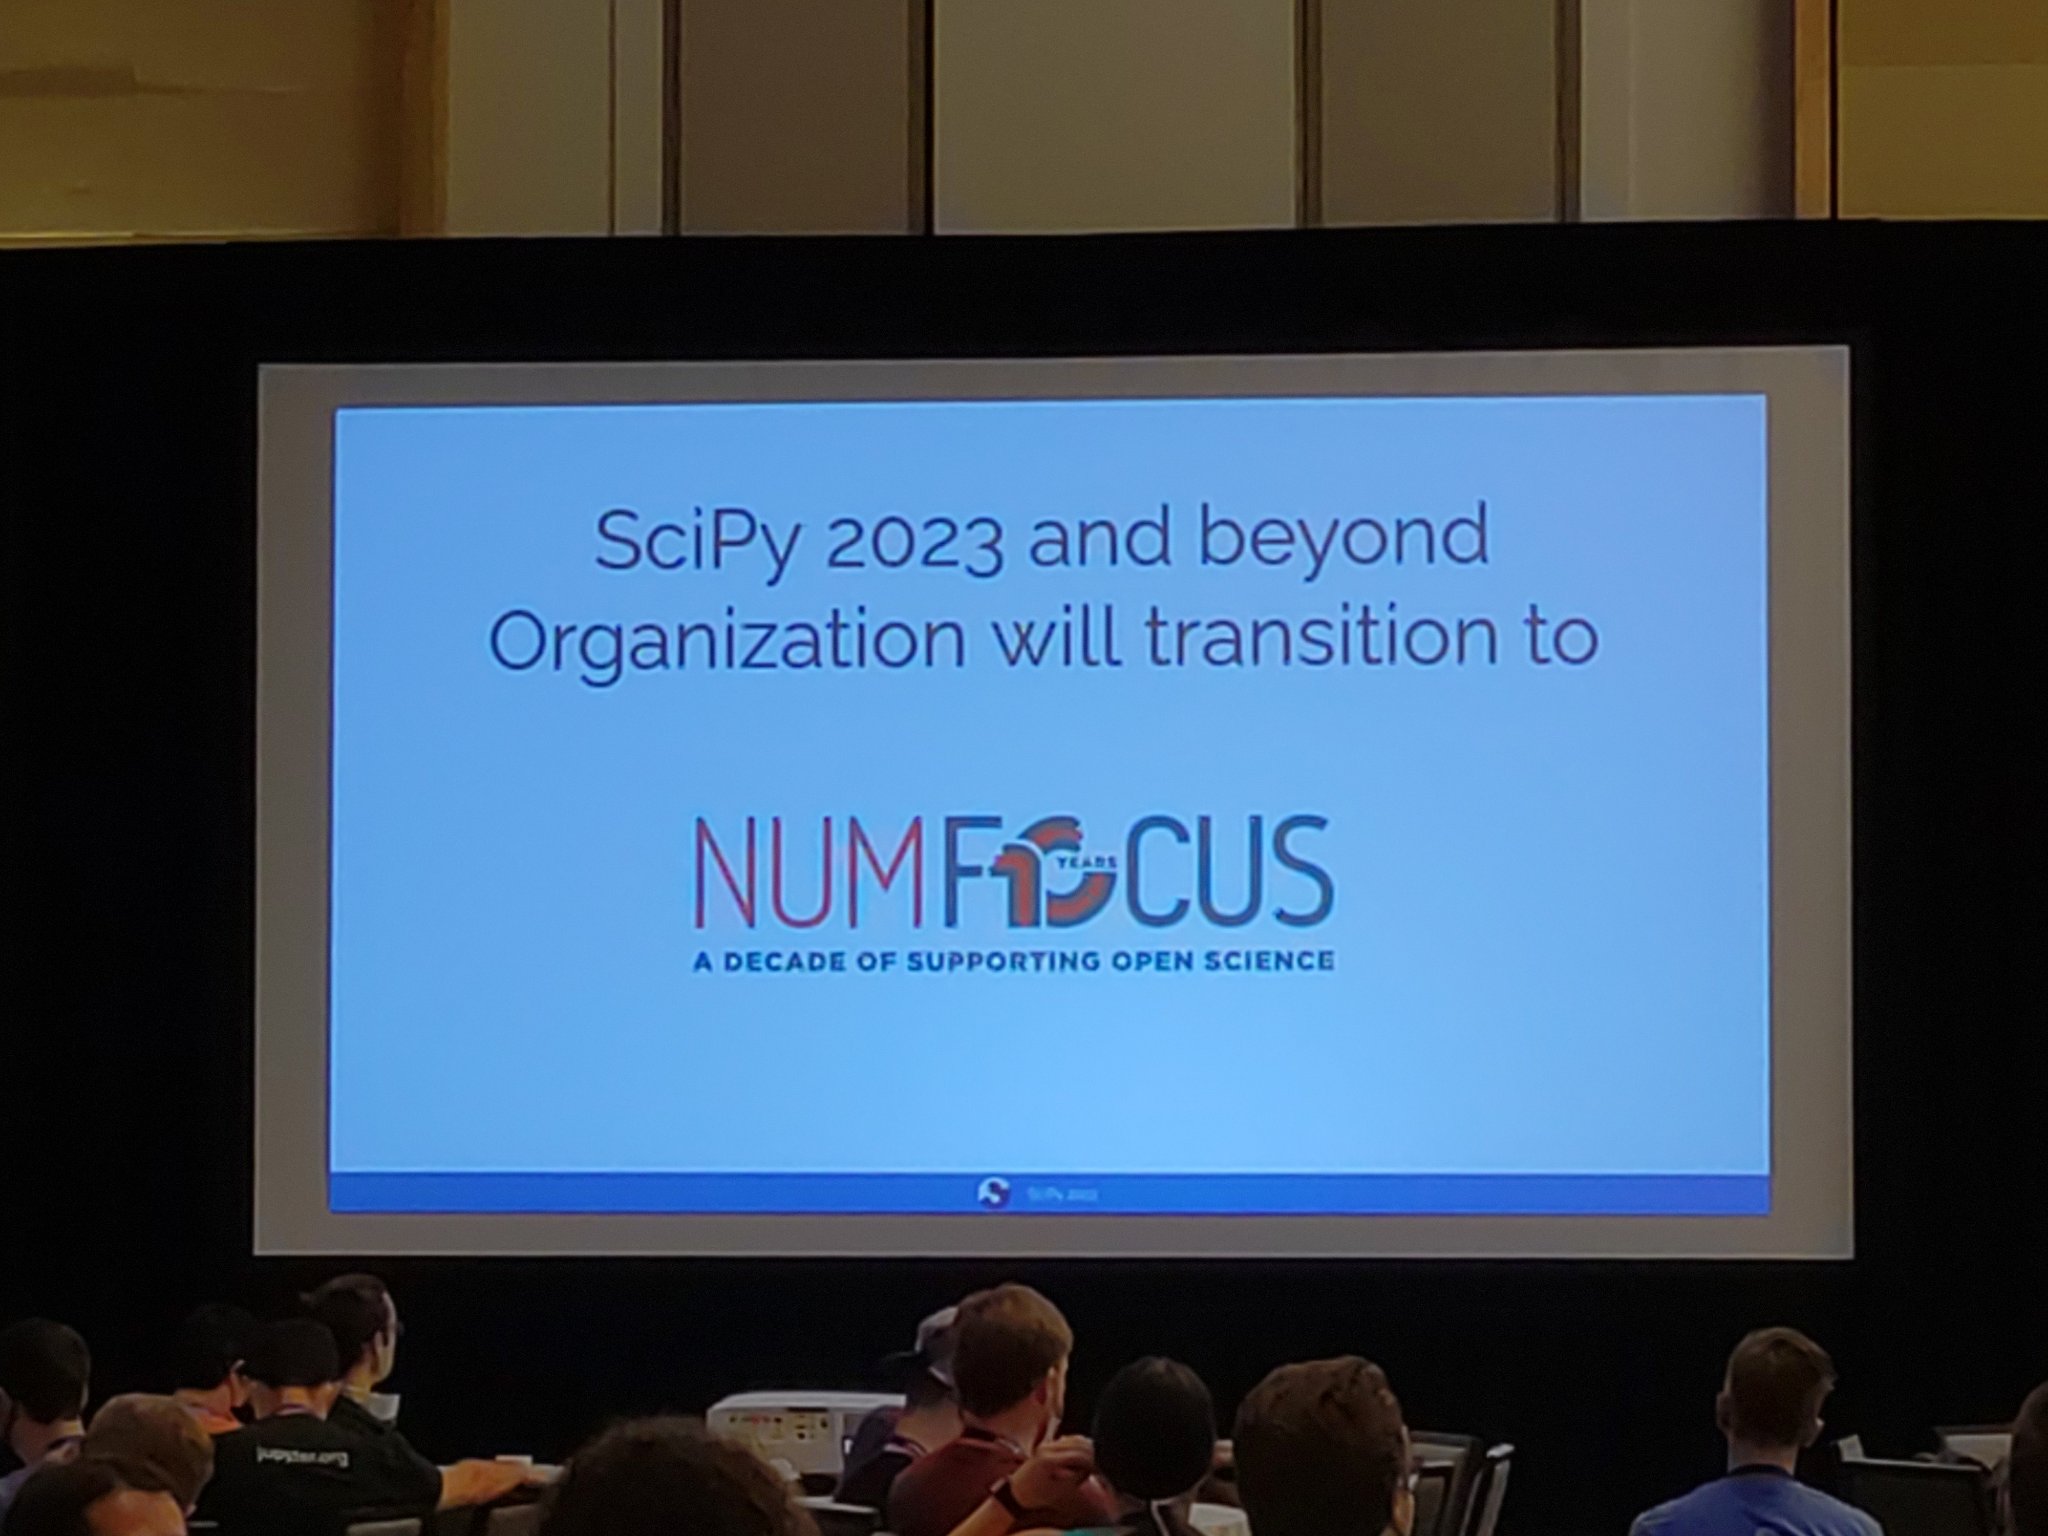 SciPy 2023 and beyond
Organization will transition to
NUMFOCUS
10 YEARS
A DECADE OF SUPPORTING OPEN SCIENCE
SciPy 2022
jupyter.org